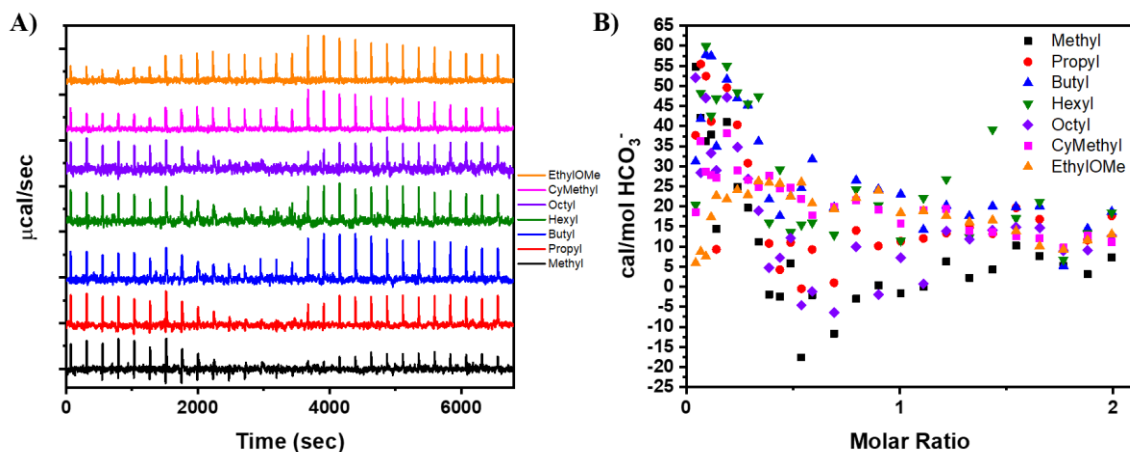 A)
μcal/sec
EthylOMe
CyMethyl
Octyl
Hexyl
Butyl
Propyl
Methyl
0 2000 4000 6000
Time (sec)
B)
cal/mol HCO₃⁻
65
60
55
50
45
40
35
30
25
20
15
10
5
0
-5
-10
-15
-20
-25
Methyl
Propyl
Butyl
Hexyl
Octyl
CyMethyl
EthylOMe
0 1 2
Molar Ratio